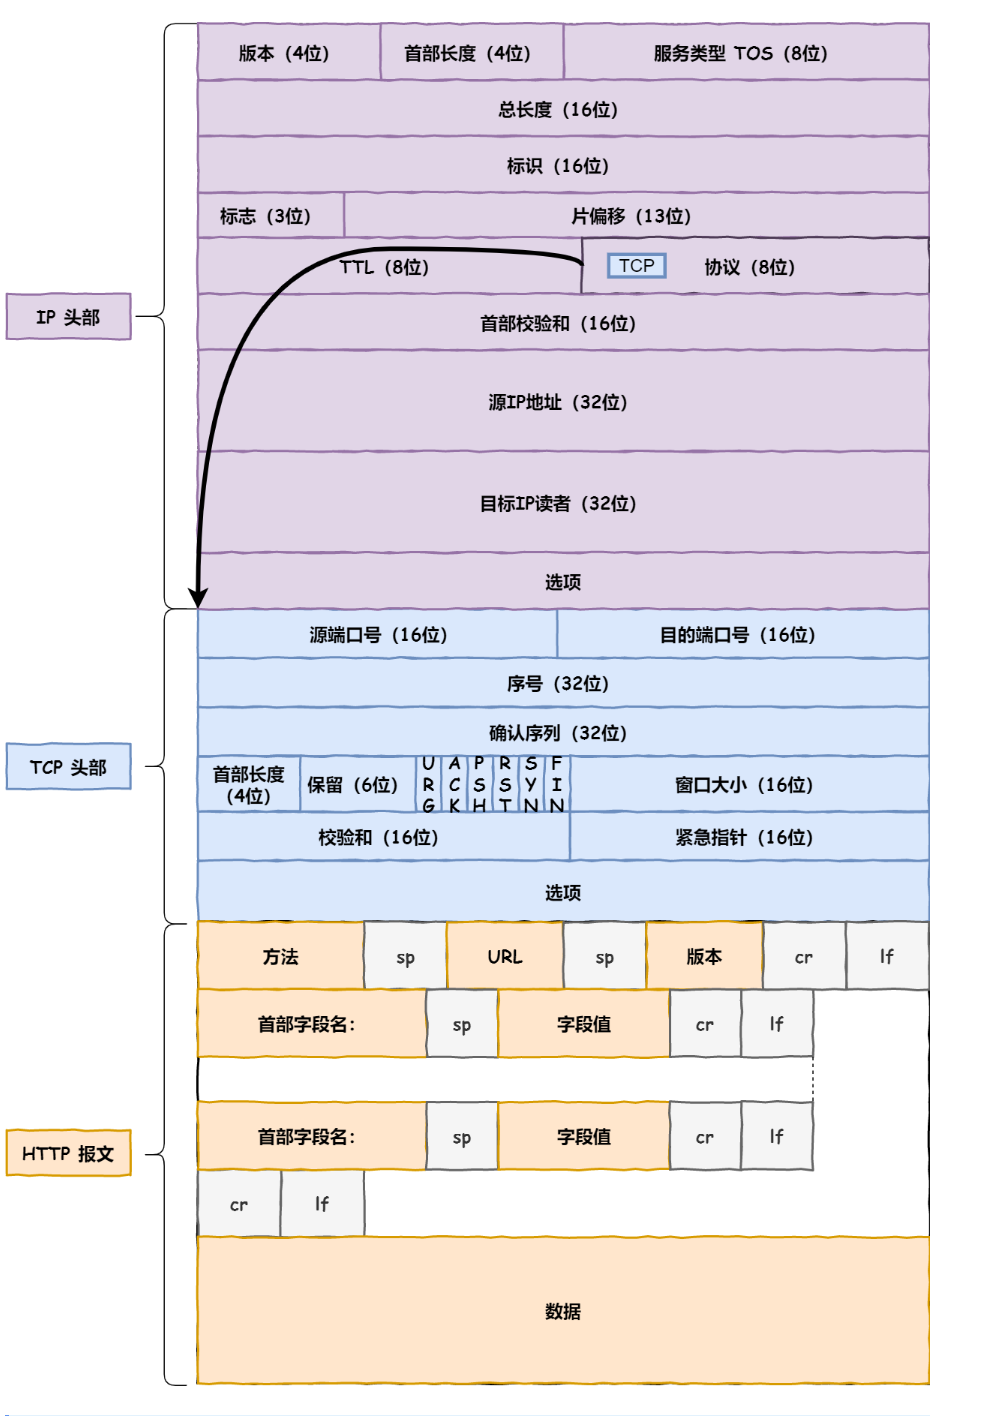 版本（4位）
首部长度（4位）
服务类型 TOS（8位）
总长度（16位）
标识（16位）
标志（3位）
片偏移（13位）
TTL（8位）
TCP
协议（8位）
IP 头部
首部校验和（16位）
源IP地址（32位）
目标IP读者（32位）
选项
源端口号（16位）
目的端口号（16位）
序号（32位）
确认序列（32位）
TCP 头部
首部长度
（4位）
保留（6位）
URG
ACK
PSH
RST
SYN
FIN
窗口大小（16位）
校验和（16位）
紧急指针（16位）
选项
方法
sp
URL
sp
版本
cr
lf
首部字段名：
sp
字段值
cr
lf
HTTP 报文
首部字段名：
sp
字段值
cr
lf
cr
lf
数据